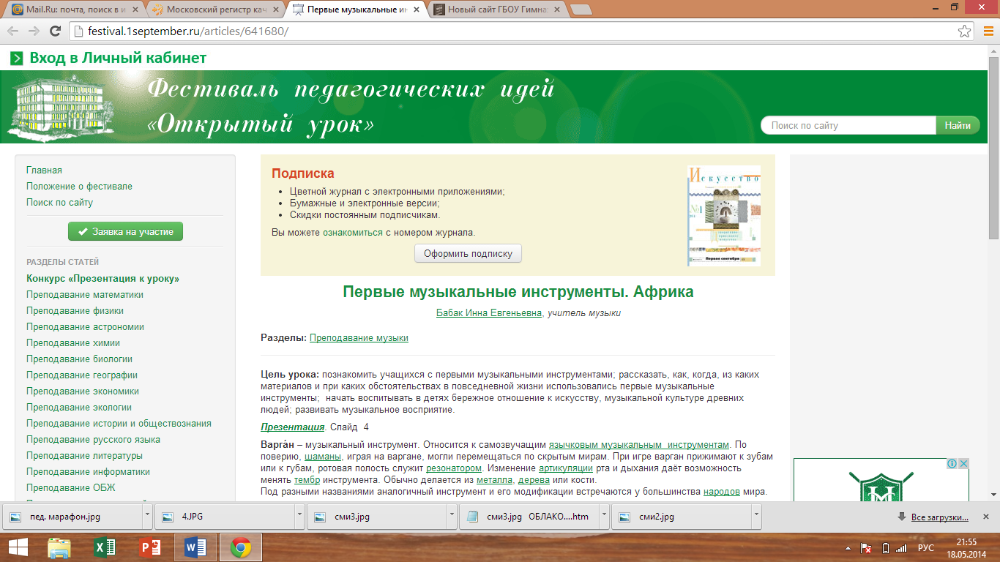 Mail.Ru: почта, поиск в и
Московский регистр кач
Первые музыкальные ин
Новый сайт ГБОУ Гимна
festival.1september.ru/articles/641680/
Вход в Личный кабинет
Фестиваль педагогических идей
«Открытый урок»
Поиск по сайту
Найти
Главная
Положение о фестивале
Поиск по сайту
Заявка на участие
РАЗДЕЛЫ СТАТЕЙ
Конкурс «Презентация к уроку»
Преподавание математики
Преподавание физики
Преподавание астрономии
Преподавание химии
Преподавание биологии
Преподавание географии
Преподавание экономики
Преподавание экологии
Преподавание истории и обществознания
Преподавание русского языка
Преподавание литературы
Преподавание информатики
Преподавание ОБЖ
Подписка
Цветной журнал с электронными приложениями;
Бумажные и электронные версии;
Скидки постоянным подписчикам.
Вы можете ознакомиться с номером журнала.
Оформить подписку
Искусство
№1
Первое сентября
Первые музыкальные инструменты. Африка
Бабак Инна Евгеньевна, учитель музыки
Разделы: Преподавание музыки
Цель урока: познакомить учащихся с первыми музыкальными инструментами; рассказать, как, когда, из каких
материалов и при каких обстоятельствах в повседневной жизни использовались первые музыкальные
инструменты; начать воспитывать в детях бережное отношение к искусству, музыкальной культуре древних
людей; развивать музыкальное восприятие.
Презентация. Слайд 4
Варга́н – музыкальный инструмент. Относится к самозвучащим язычковым музыкальным инструментам. По
поверию, шаманы, играя на варгане, могли перемещаться по скрытым мирам. При игре варган прижимают к зубам
или к губам, ротовая полость служит резонатором. Изменение артикуляции рта и дыхания даёт возможность
менять тембр инструмента. Обычно делается из металла, дерева или кости.
Под разными названиями аналогичный инструмент и его модификации встречаются у большинства народов мира.
пед. марафон.jpg
4.JPG
сми3.jpg
сми3.jpg ОБЛАКО....htm
сми2.jpg
Все загрузки...
РУС
21:55
18.05.2014